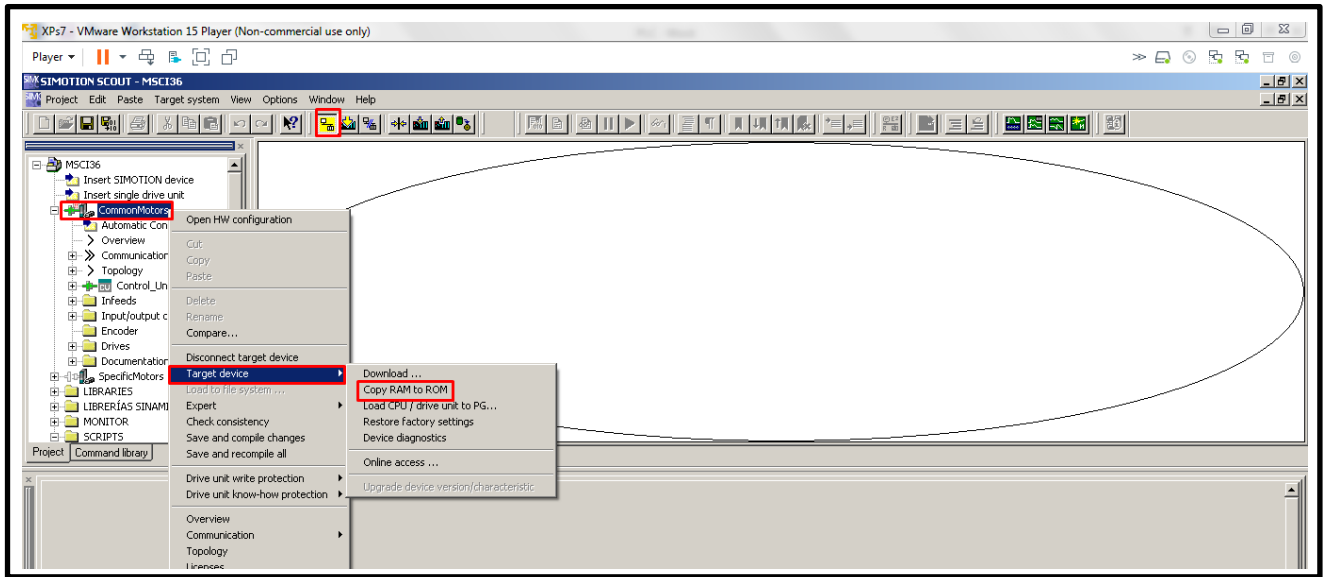 XPs7 - VMware Workstation 15 Player (Non-commercial use only)
Player
SIMOTION SCOUT - MSCI36
Project Edit Paste Target system View Options Window Help
MSCI36
Insert SIMOTION device
Insert single drive unit
CommonMotors
Automatic Con
Overview
Communication
Topology
Control_Un
Infeeds
Input/output c
Encoder
Drives
Documentation
SpecificMotors
LIBRARIES
LIBRERÍAS SINAMI
MONITOR
SCRIPTS
Project Command library
Open HW configuration
Cut
Copy
Paste
Delete
Rename
Compare...
Disconnect target device
Target device
Load to file system ...
Expert
Check consistency
Save and compile changes
Save and recompile all
Drive unit write protection
Drive unit know-how protection
Overview
Communication
Topology
Licenses
Download ...
Copy RAM to ROM
Load CPU / drive unit to PG...
Restore factory settings
Device diagnostics
Online access ...
Upgrade device version/characteristic